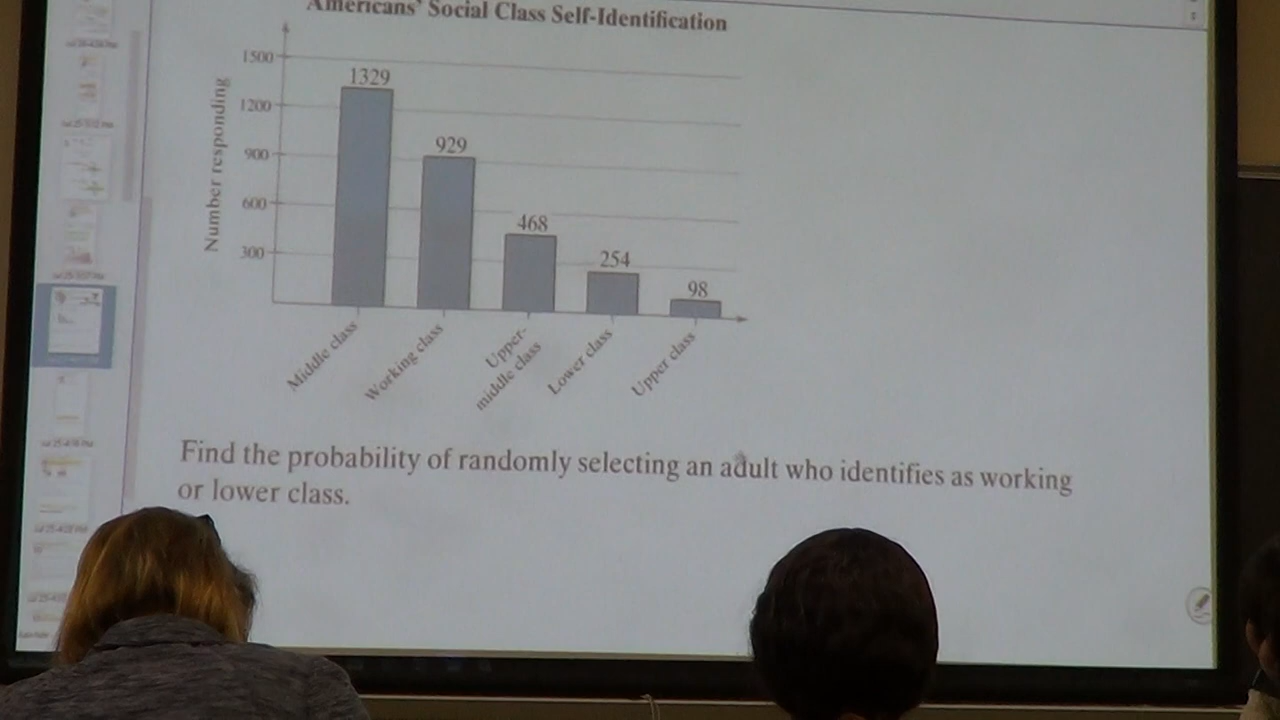 Americans' Social Class Self-Identification
Number responding
1500
1200
900
600
300
1329
929
468
254
98
Middle class
Working class
Upper-
middle class
Lower class
Upper class
Find the probability of randomly selecting an adult who identifies as working
or lower class.